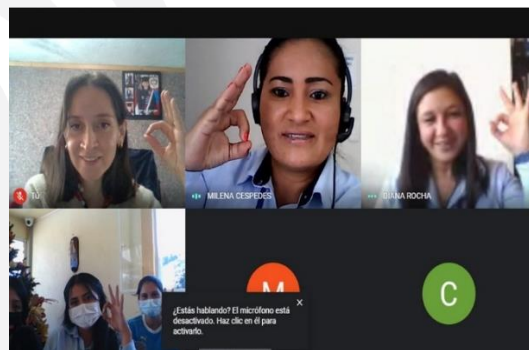 Tú
MILENA CESPEDES
DIANA ROCHA
M
C
¿Estás hablando? El micrófono está
desactivado. Haz clic en él para
activarlo.